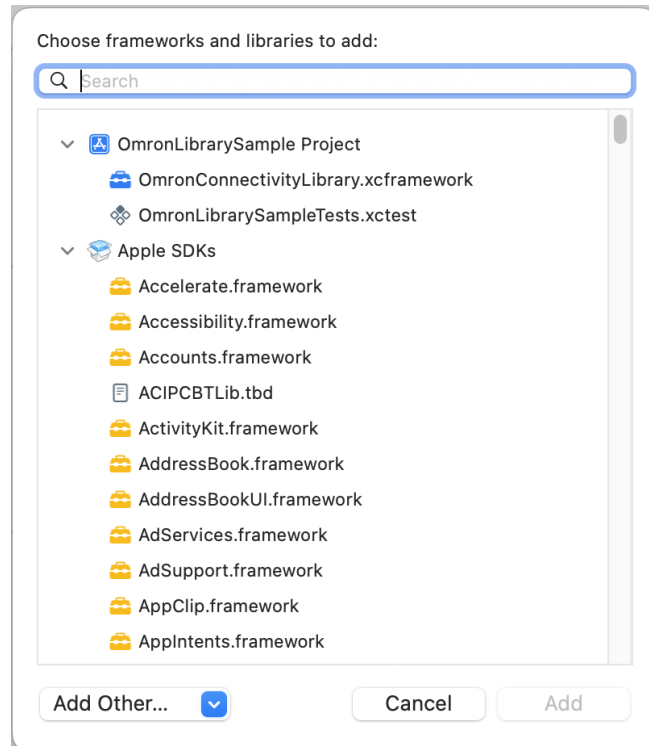 Choose frameworks and libraries to add:
Search
OmronLibrarySample Project
OmronConnectivityLibrary.xcframework
OmronLibrarySampleTests.xctest
Apple SDKs
Accelerate.framework
Accessibility.framework
Accounts.framework
ACIPCBTLib.tbd
ActivityKit.framework
AddressBook.framework
AddressBookUI.framework
AdServices.framework
AdSupport.framework
AppClip.framework
AppIntents.framework
Add Other... Cancel Add